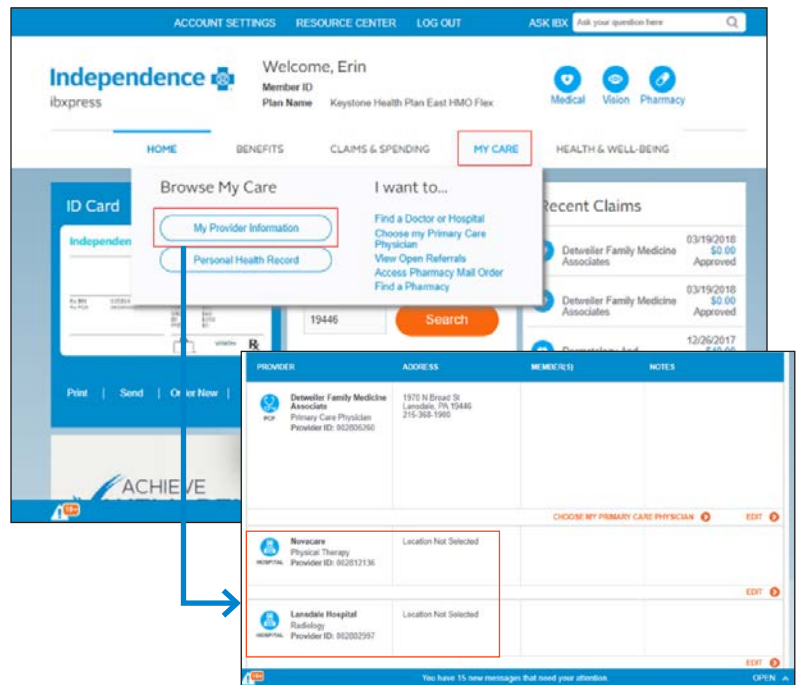 ACCOUNT SETTINGS RESOURCE CENTER LOG OUT ASK IBX Ask your question here
Independence
ibxpress
Welcome, Erin
Member ID
Plan Name Keystone Health Plan East HMO Flex
Medical Vision Pharmacy
HOME BENEFITS CLAIMS & SPENDING MY CARE HEALTH & WELL-BEING
Browse My Care
My Provider Information
Personal Health Record
I want to...
Find a Doctor or Hospital
Choose my Primary Care
Physician
View Open Referrals
Access Pharmacy Mail Order
Find a Pharmacy
ID Card
Independen
Print | Send | Order New |
19446 Search
Recent Claims
Detweiler Family Medicine
Associates
03/19/2018
$0.00
Approved
Detweiler Family Medicine
Associates
03/19/2018
$0.00
Approved
12/26/2017
ACHIEVE
PROVIDER ADDRESS MEMBER(S) NOTES
PCP
Detweiler Family Medicine
Associate
Primary Care Physician
Provider ID: 002806260
1970 N Broad St
Lansdale, PA 19446
215-368-1900
CHOOSE MY PRIMARY CARE PHYSICIAN EDIT
HOSPITAL
Novacare
Physical Therapy
Provider ID: 002812136
Location Not Selected
EDIT
HOSPITAL
Lansdale Hospital
Radiology
Provider ID: 002802997
Location Not Selected
EDIT
You have 15 new messages that need your attention. OPEN